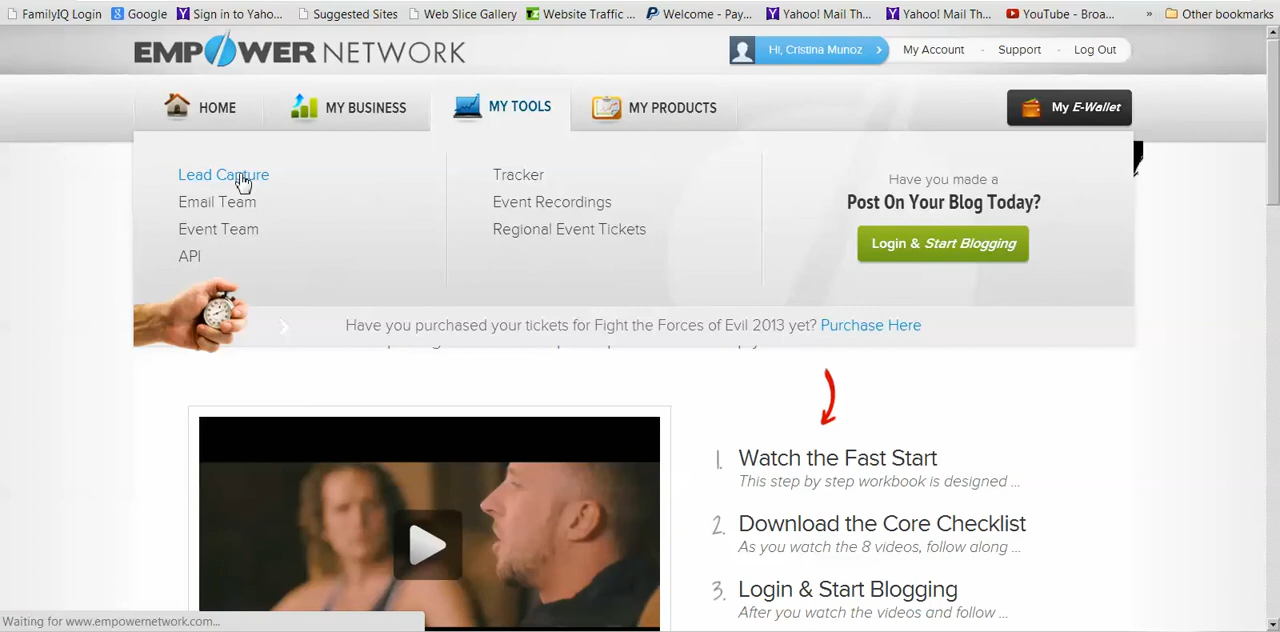 FamilyIQ Login Google Sign in to Yaho... Suggested Sites Web Slice Gallery Website Traffic ... Welcome - Pay... Yahoo! Mail Th... Yahoo! Mail Th... YouTube - Broa... » Other bookmarks
EMPOWER NETWORK
Hi, Cristina Munoz My Account - Support - Log Out
HOME MY BUSINESS MY TOOLS MY PRODUCTS My E-Wallet
Lead Capture
Email Team
Event Team
API
Tracker
Event Recordings
Regional Event Tickets
Have you made a
Post On Your Blog Today?
Login & Start Blogging
Have you purchased your tickets for Fight the Forces of Evil 2013 yet? Purchase Here
1. Watch the Fast Start
This step by step workbook is designed ...
2. Download the Core Checklist
As you watch the 8 videos, follow along ...
3. Login & Start Blogging
After you watch the videos and follow ...
Waiting for www.empowernetwork.com...